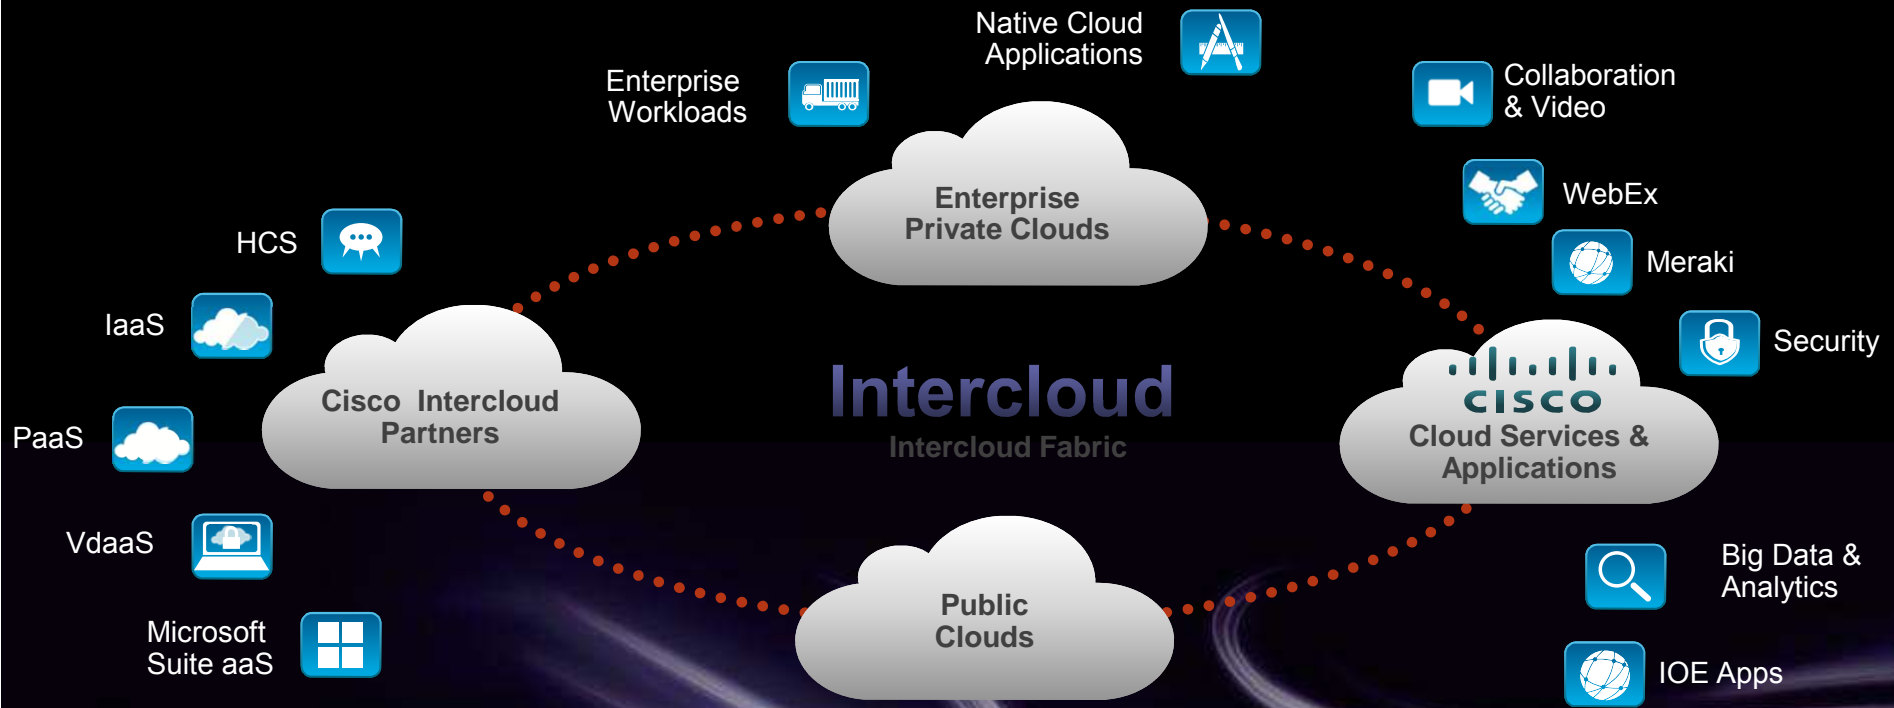 Native Cloud
Applications
Enterprise
Workloads
Collaboration
& Video
Enterprise
Private Clouds
WebEx
HCS
Meraki
IaaS
Security
Cisco  Intercloud
Partners
Intercloud
Intercloud Fabric
CISCO
Cloud Services &
Applications
PaaS
VdaaS
Big Data &
Analytics
Public
Clouds
Microsoft
Suite aaS
IOE Apps